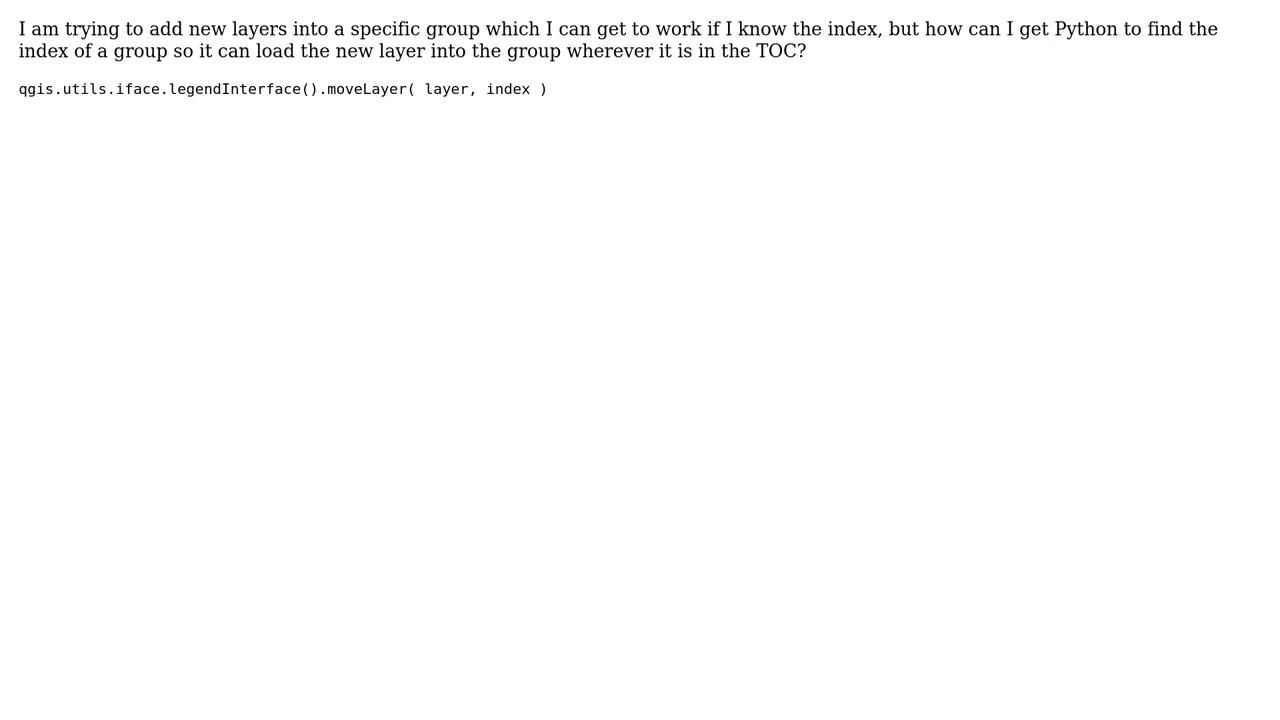 I am trying to add new layers into a specific group which I can get to work if I know the index, but how can I get Python to find the
index of a group so it can load the new layer into the group wherever it is in the TOC?
qgis.utils.iface.legendInterface().moveLayer( layer, index )